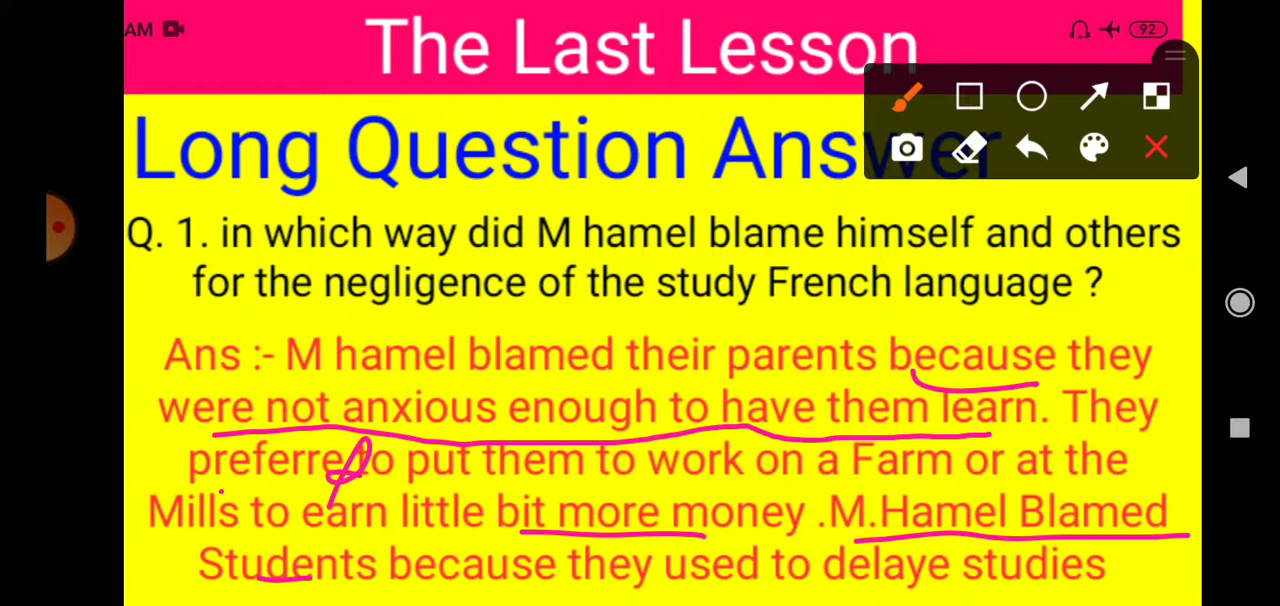 AM
92
The Last Lesson
Long Question Answer
Q. 1. in which way did M hamel blame himself and others
for the negligence of the study French language ?
Ans :- M hamel blamed their parents because they
were not anxious enough to have them learn. They
preferre to put them to work on a Farm or at the
Mills to earn little bit more money .M.Hamel Blamed
Students because they used to delaye studies